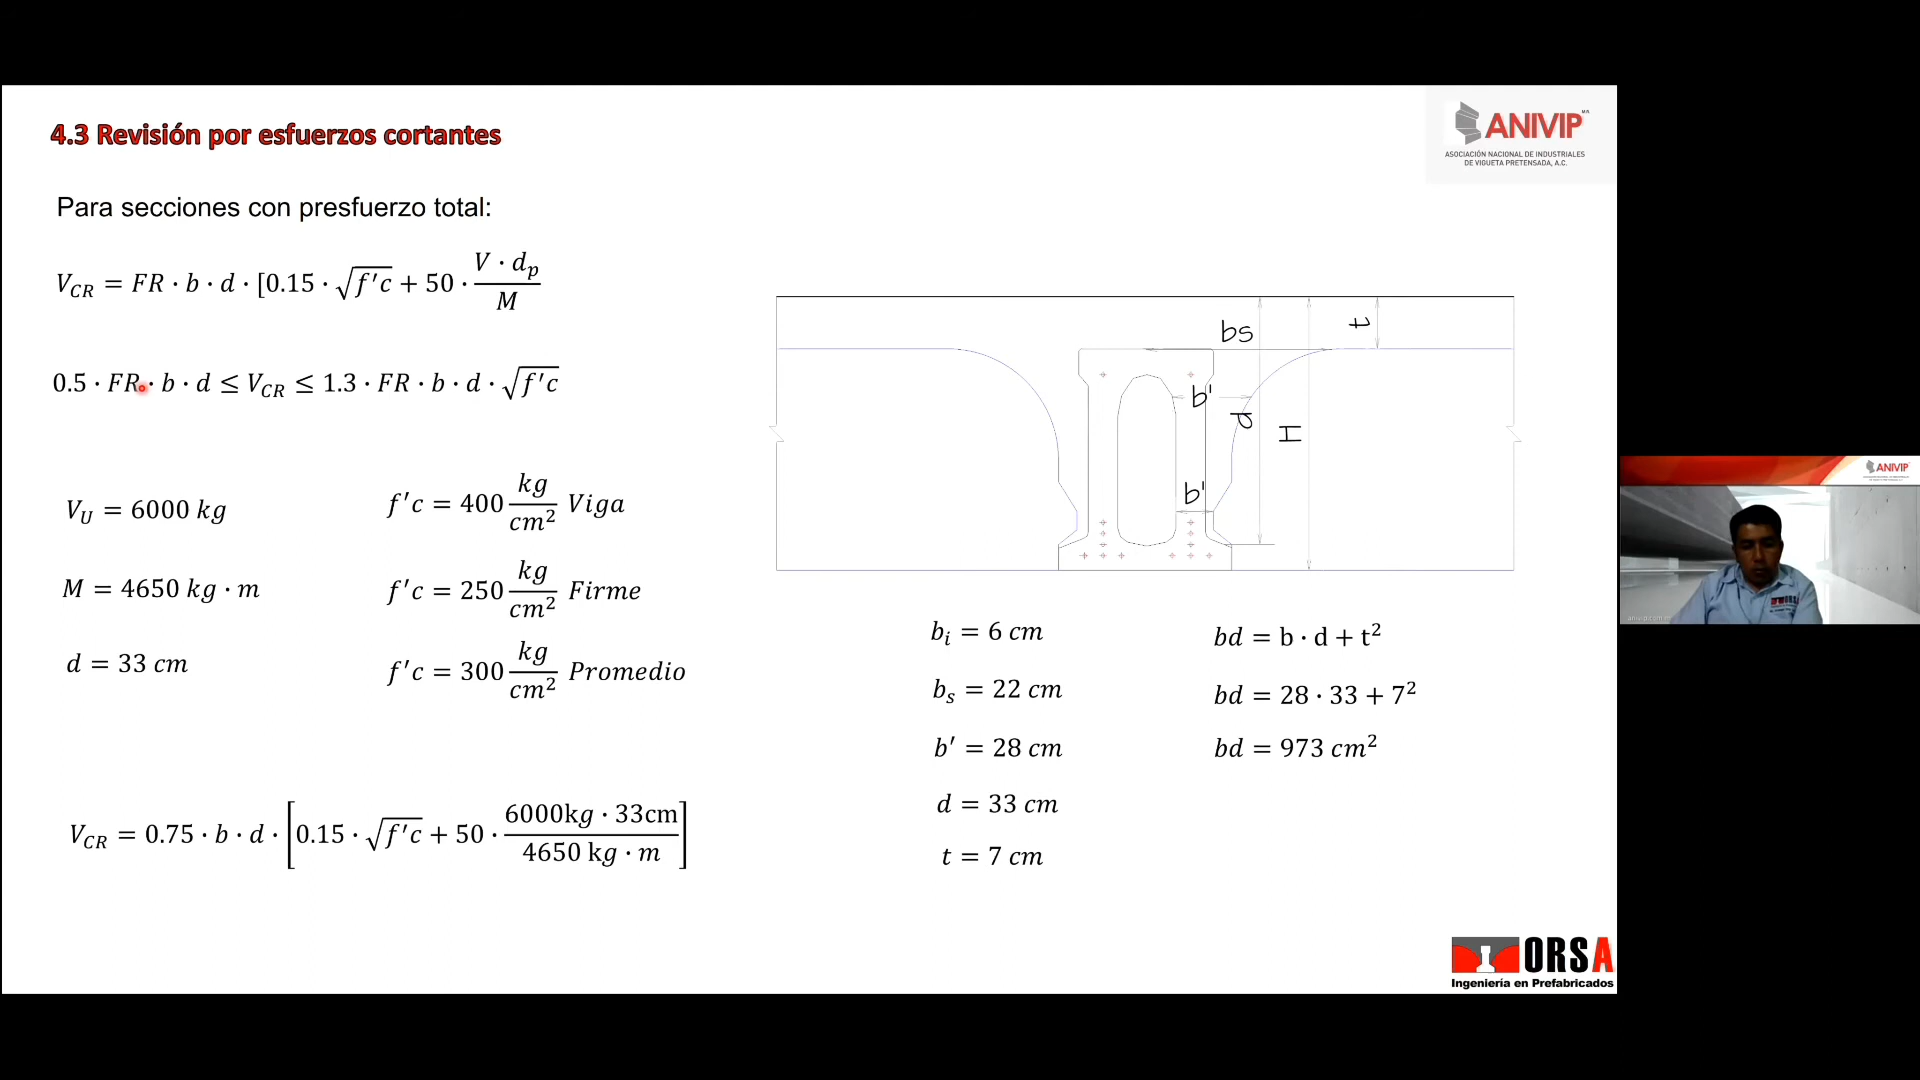 4.3 Revisión por esfuerzos cortantes
ANIVIP MR
ASOCIACIÓN NACIONAL DE INDUSTRIALES
DE VIGUETA PRETENSADA, A.C.
Para secciones con presfuerzo total:
V_CR = FR · b · d · [0.15 · √f'c + 50 · (V · d_p)/M
0.5 · FR · b · d ≤ V_CR ≤ 1.3 · FR · b · d · √f'c
V_U = 6000 kg
f'c = 400 kg/cm² Viga
M = 4650 kg · m
f'c = 250 kg/cm² Firme
d = 33 cm
f'c = 300 kg/cm² Promedio
V_CR = 0.75 · b · d · [0.15 · √f'c + 50 · (6000kg · 33cm)/(4650 kg · m)]
bs
t
b'
d
H
b'
b_i = 6 cm
b_s = 22 cm
b' = 28 cm
d = 33 cm
t = 7 cm
bd = b · d + t²
bd = 28 · 33 + 7²
bd = 973 cm²
ORSA
Ingeniería en Prefabricados
ANIVIP
ORSA